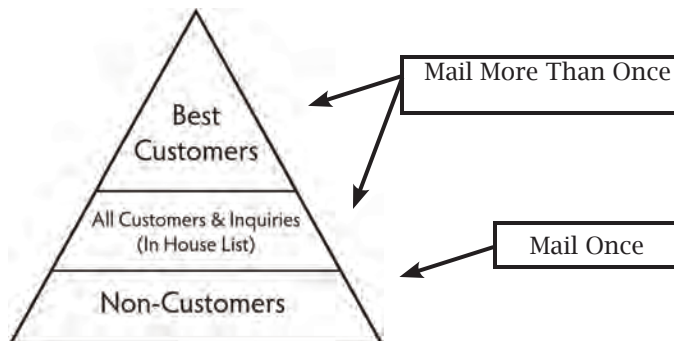 Mail More Than Once
Best
Customers
All Customers & Inquiries
(In House List)
Mail Once
Non-Customers